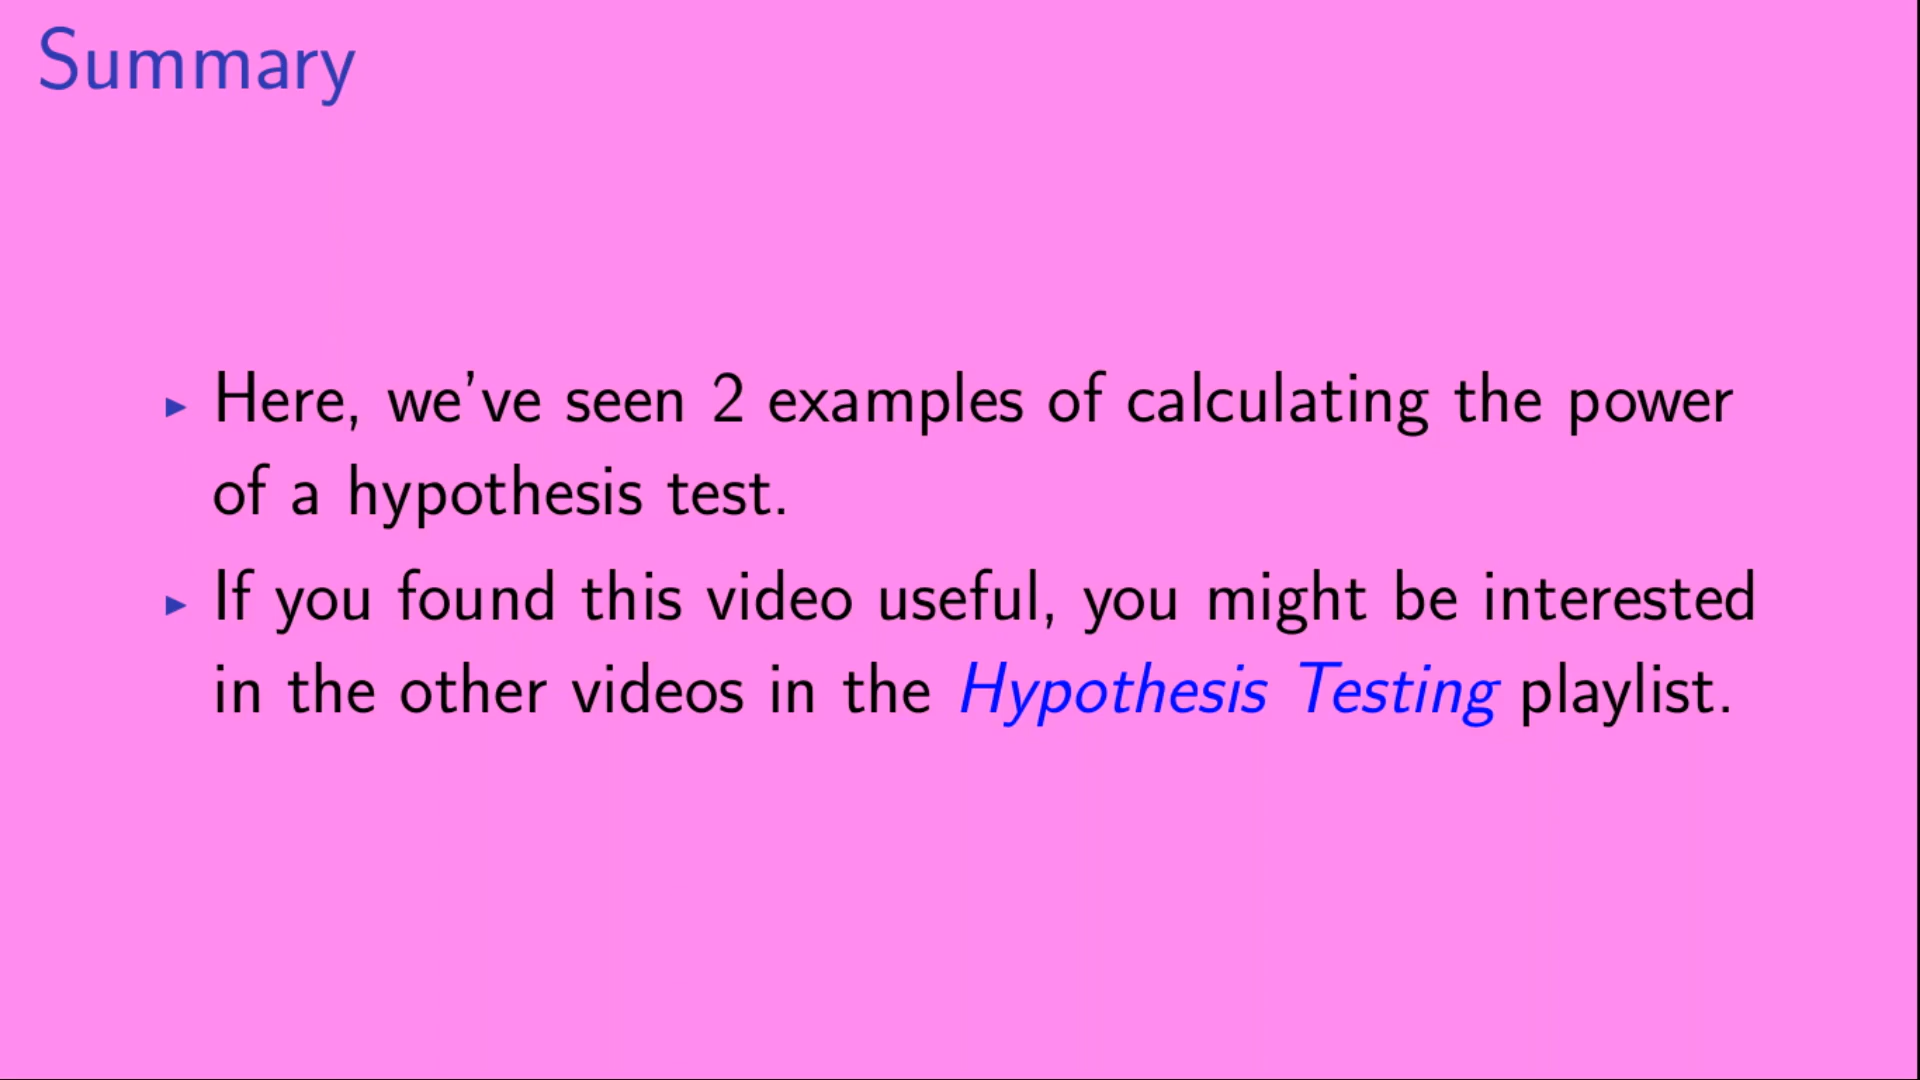 Summary
▸ Here, we've seen 2 examples of calculating the power
of a hypothesis test.
▸ If you found this video useful, you might be interested
in the other videos in the Hypothesis Testing playlist.